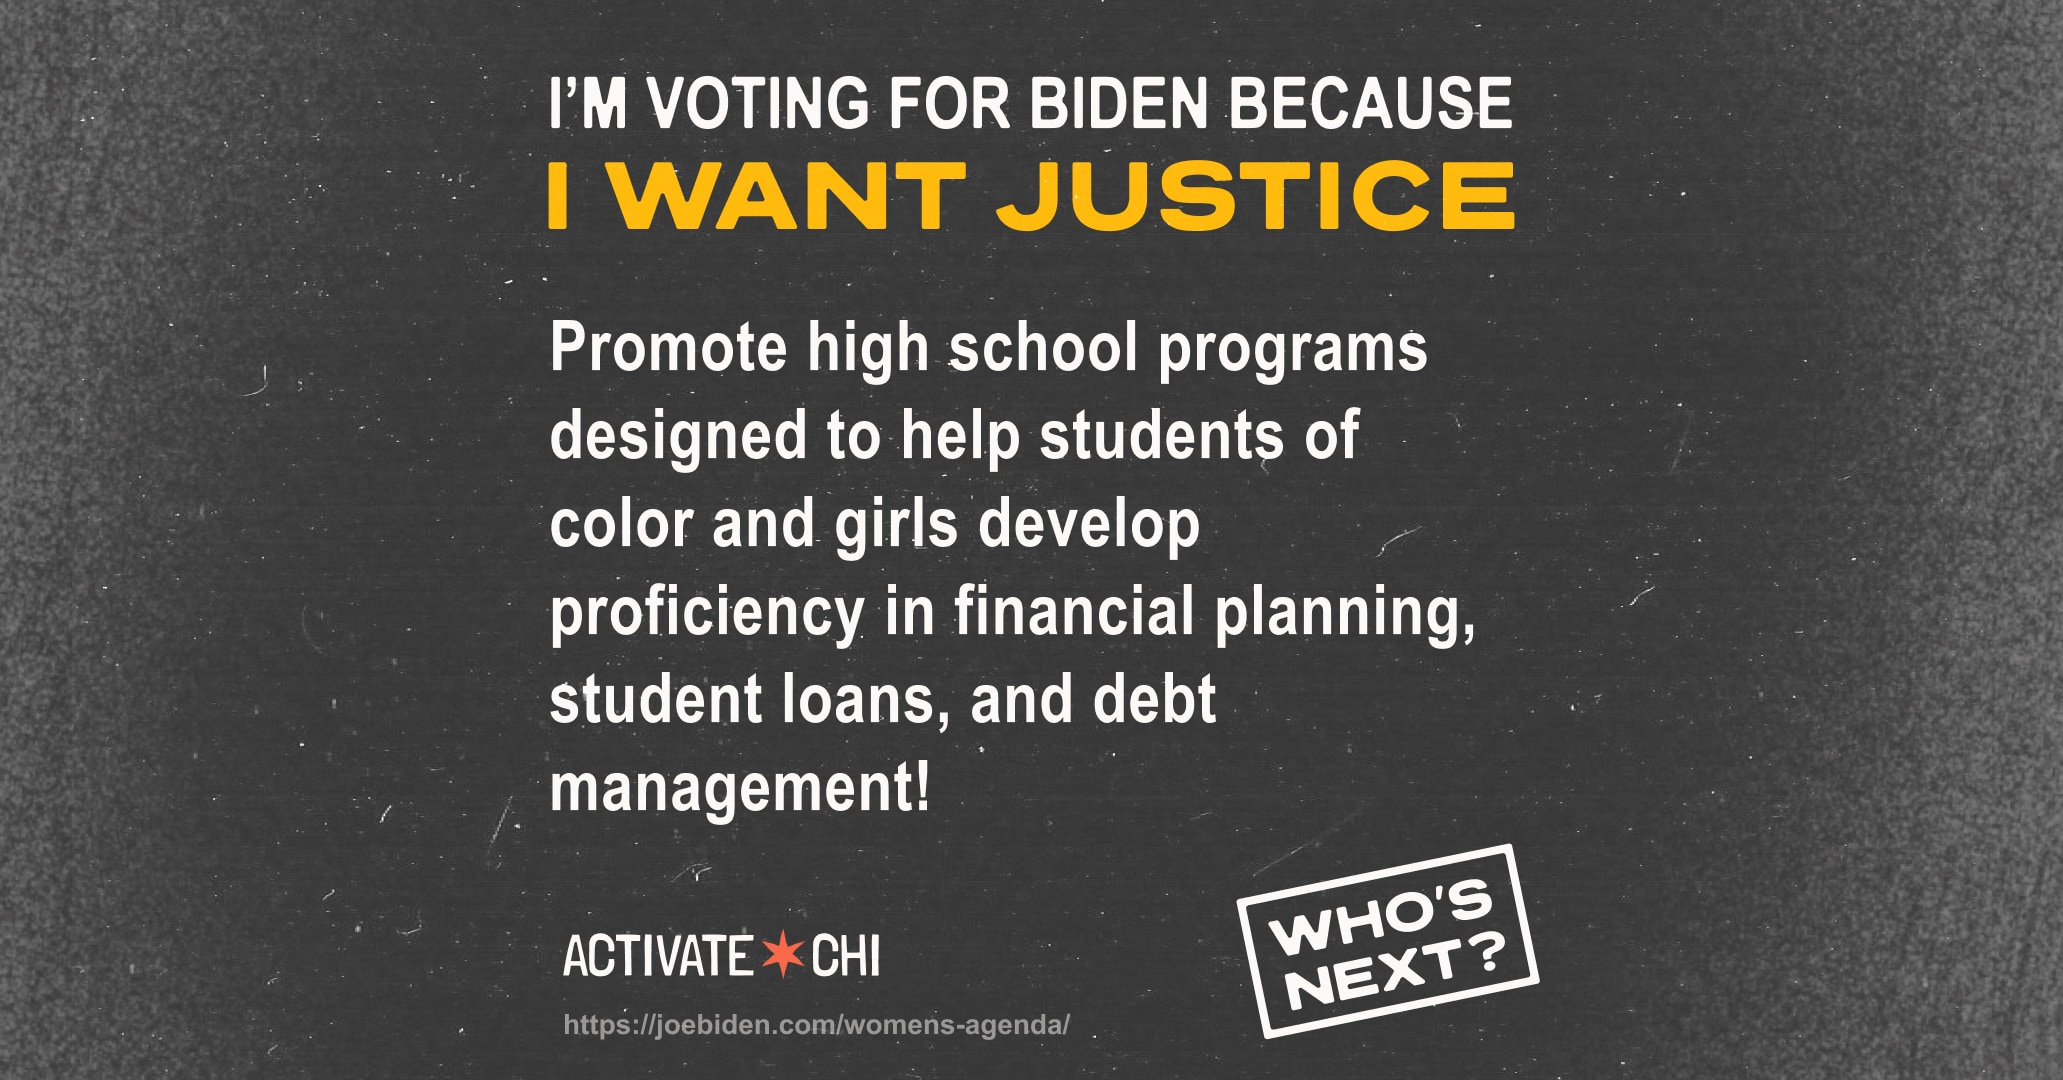 I’M VOTING FOR BIDEN BECAUSE
I WANT JUSTICE
Promote high school programs
designed to help students of
color and girls develop
proficiency in financial planning,
student loans, and debt
management!
ACTIVATE CHI
https://joebiden.com/womens-agenda/
WHO'S
NEXT?